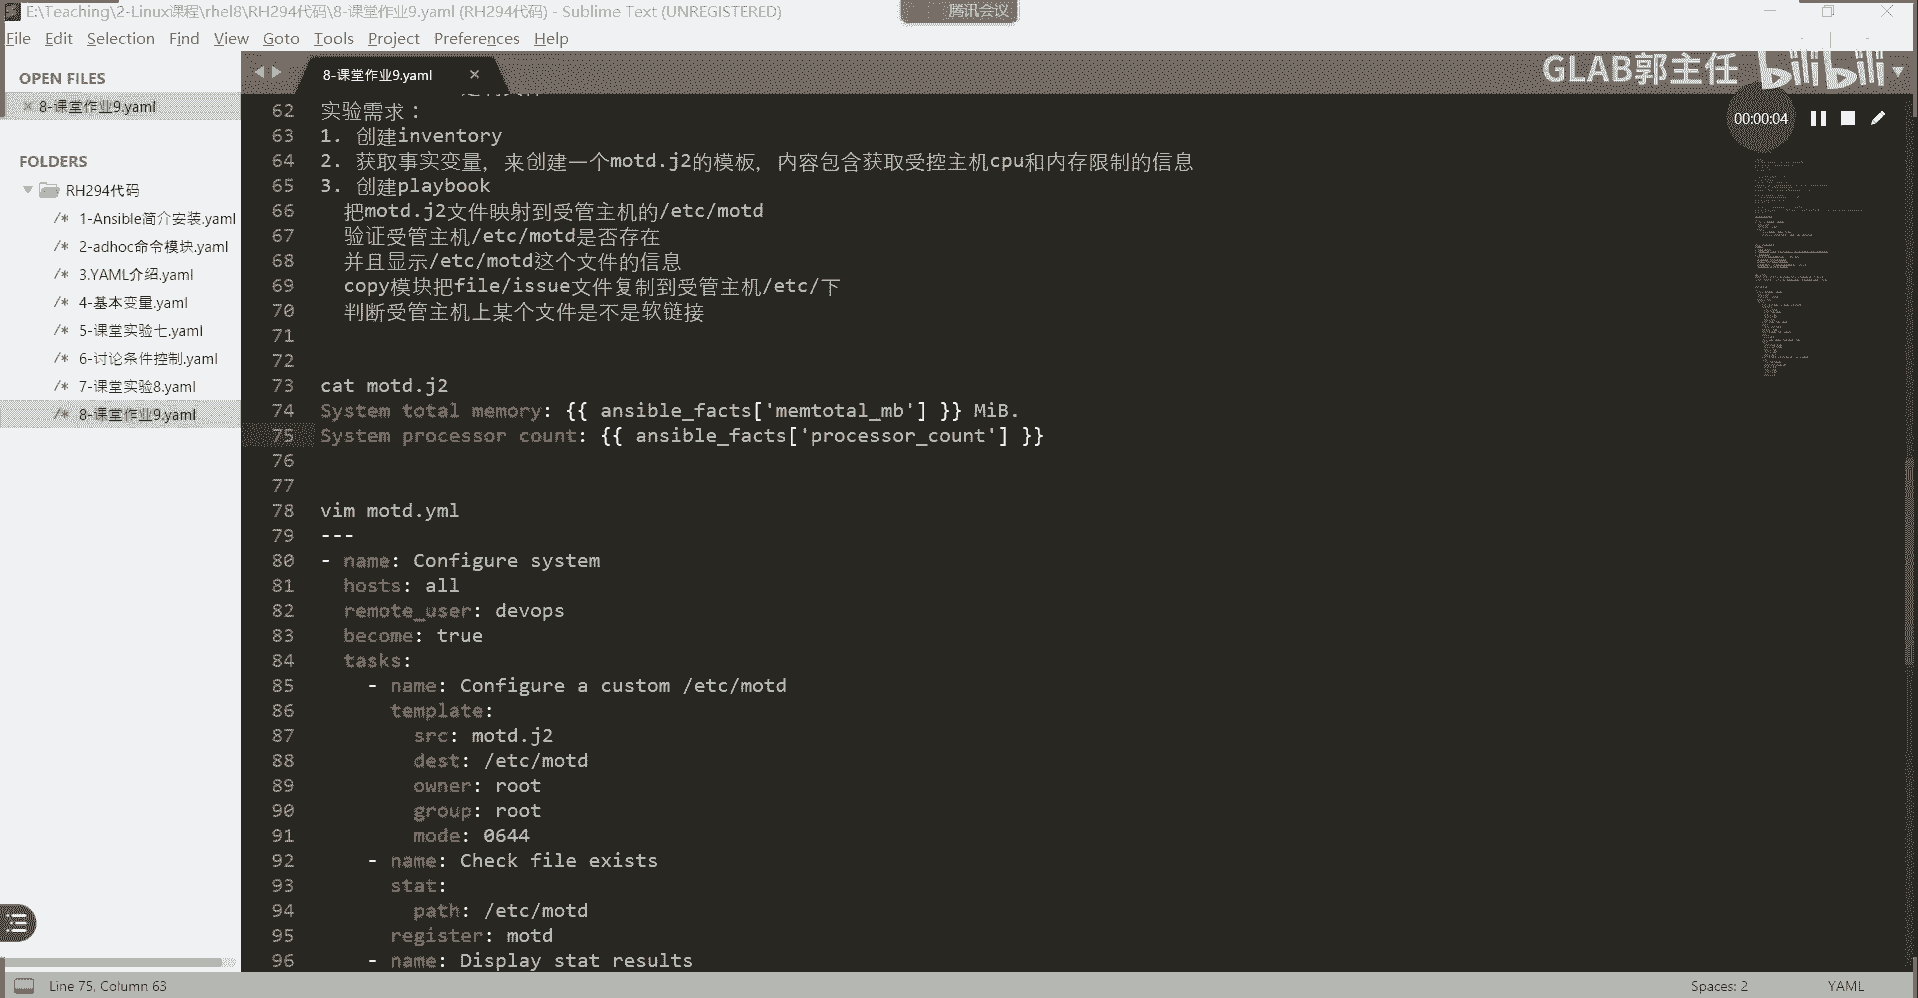 E:\Teaching\2-Linux课程\rhel8\RH294代码\8-课堂作业9.yaml (RH294代码) - Sublime Text (UNREGISTERED)
腾讯会议
File Edit Selection Find View Goto Tools Project Preferences Help
OPEN FILES
8-课堂作业9.yaml
FOLDERS
RH294代码
/* 1-Ansible简介安装.yaml
/* 2-adhoc命令模块.yaml
/* 3.YAML介绍.yaml
/* 4-基本变量.yaml
/* 5-课堂实验七.yaml
/* 6-讨论条件控制.yaml
/* 7-课堂实验8.yaml
/* 8-课堂作业9.yaml
8-课堂作业9.yaml
GLAB郭主任 bilibili
00:00:04
62 实验需求：
63 1. 创建inventory
64 2. 获取事实变量，来创建一个motd.j2的模板，内容包含获取受控主机cpu和内存限制的信息
65 3. 创建playbook
66 把motd.j2文件映射到受管主机的/etc/motd
67 验证受管主机/etc/motd是否存在
68 并且显示/etc/motd这个文件的信息
69 copy模块把file/issue文件复制到受管主机/etc/下
70 判断受管主机上某个文件是不是软链接
71
72
73 cat motd.j2
74 System total memory: {{ ansible_facts['memtotal_mb'] }} MiB.
75 System processor count: {{ ansible_facts['processor_count'] }}
76
77
78 vim motd.yml
79 ---
80 - name: Configure system
81 hosts: all
82 remote_user: devops
83 become: true
84 tasks:
85 - name: Configure a custom /etc/motd
86 template:
87 src: motd.j2
88 dest: /etc/motd
89 owner: root
90 group: root
91 mode: 0644
92 - name: Check file exists
93 stat:
94 path: /etc/motd
95 register: motd
96 - name: Display stat results
Line 75, Column 63
Spaces: 2
YAML